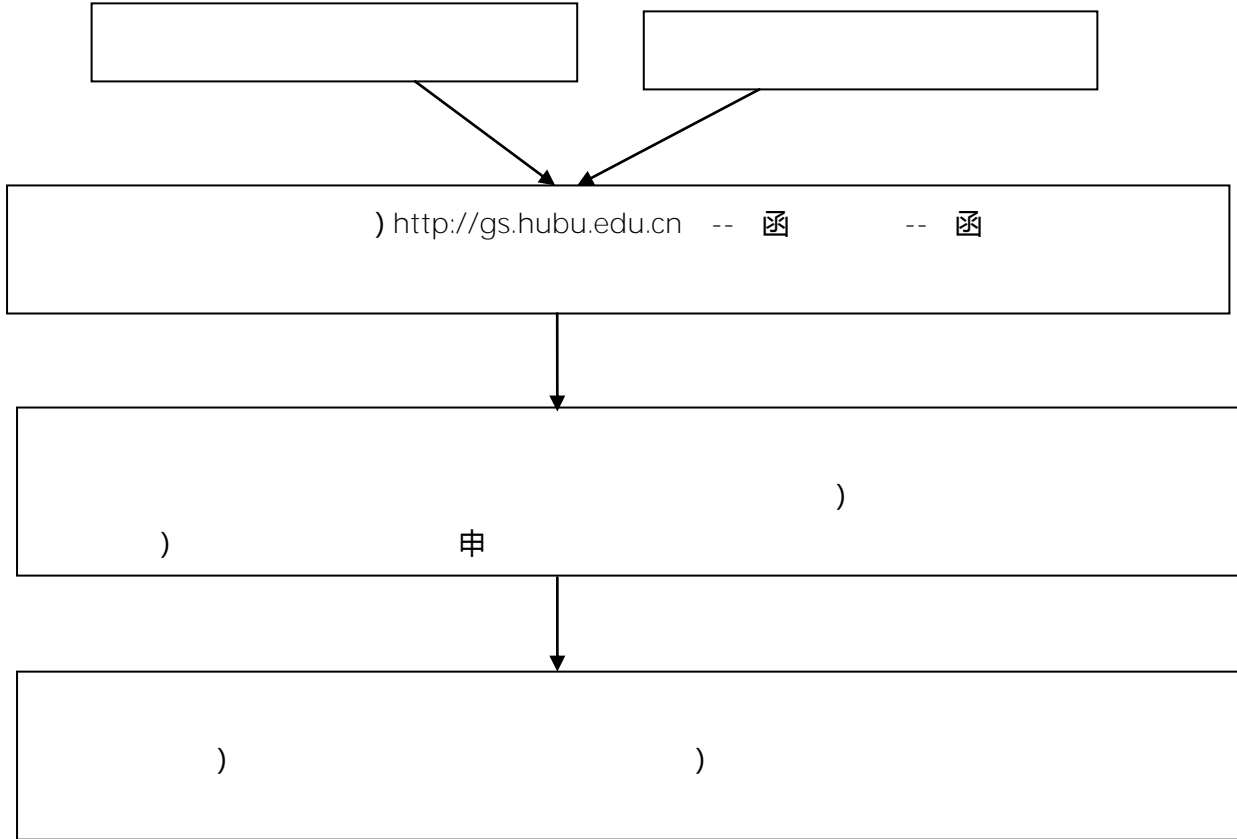 ) http://gs.hubu.edu.cn -- 函 -- 函
)
) 申
) )